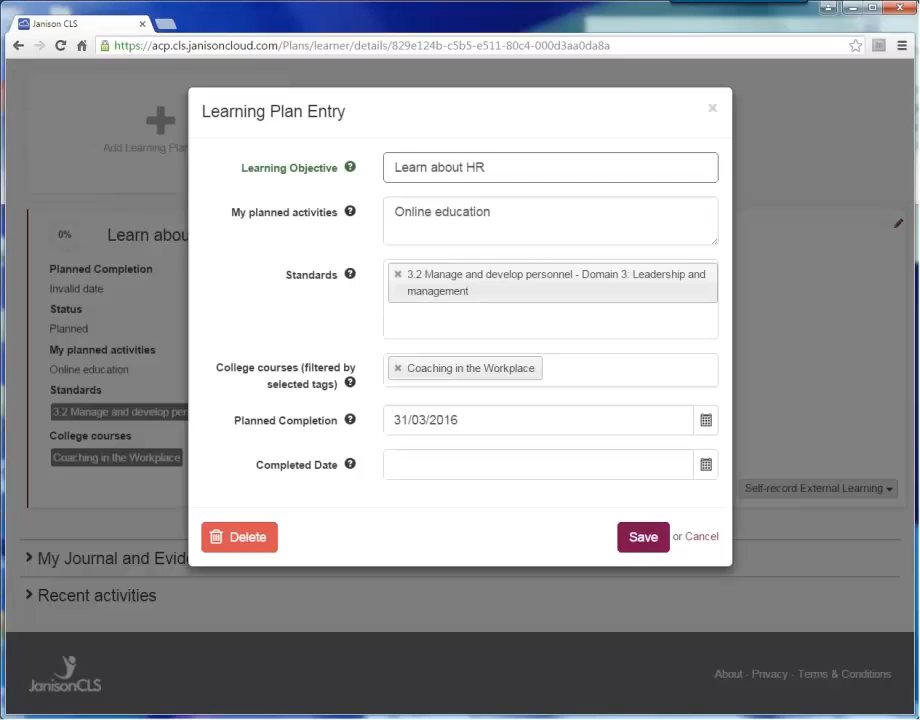 Janison CLS
https://acp.cls.janisoncloud.com/Plans/learner/details/829e124b-c5b5-e511-80c4-000d3aa0da8a
Add Learning Plan
Learning Plan Entry
Learning Objective
Learn about HR
My planned activities
Online education
Standards
3.2 Manage and develop personnel - Domain 3: Leadership and
management
College courses (filtered by
selected tags)
Coaching in the Workplace
Planned Completion
31/03/2016
Completed Date
Delete
Save or Cancel
0%
Learn abou
Planned Completion
Invalid date
Status
Planned
My planned activities
Online education
Standards
3.2 Manage and develop per
College courses
Coaching in the Workplace
Self-record External Learning
My Journal and Evide
Recent activities
JanisonCLS
About - Privacy - Terms & Conditions